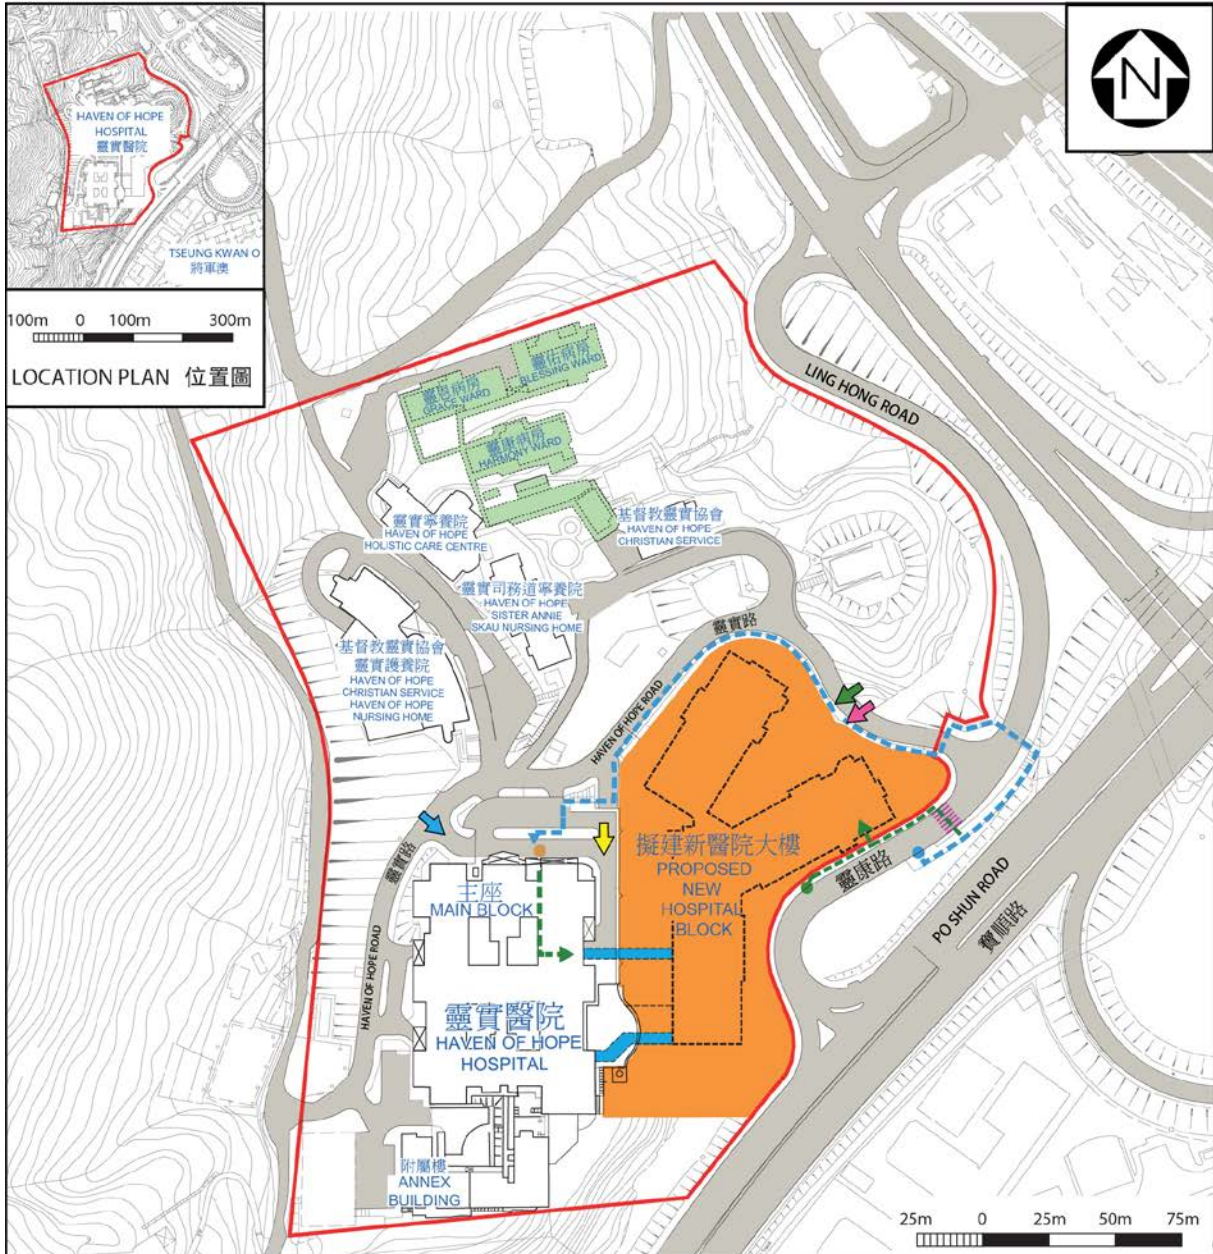 HAVEN OF HOPE
HOSPITAL
靈實醫院
TSEUNG KWAN O
將軍澳
100m 0 100m 300m
LOCATION PLAN 位置圖
N
靈佑病房
BLESSING WARD
靈恩病房
GRACE WARD
靈康病房
HARMONY WARD
LING HONG ROAD
靈實寧養院
HAVEN OF HOPE
HOLISTIC CARE CENTRE
基督教靈實協會
HAVEN OF HOPE
CHRISTIAN SERVICE
靈實司務道寧養院
HAVEN OF HOPE
SISTER ANNIE
SKAU NURSING HOME
基督教靈實協會
靈實護養院
HAVEN OF HOPE
CHRISTIAN SERVICE
HAVEN OF HOPE
NURSING HOME
靈實路
HAVEN OF HOPE ROAD
擬建新醫院大樓
PROPOSED
NEW
HOSPITAL
BLOCK
靈康路
PO SHUN ROAD
寶順路
靈實路
HAVEN OF HOPE ROAD
主座
MAIN BLOCK
靈實醫院
HAVEN OF HOPE
HOSPITAL
附屬樓
ANNEX
BUILDING
25m 0 25m 50m 75m